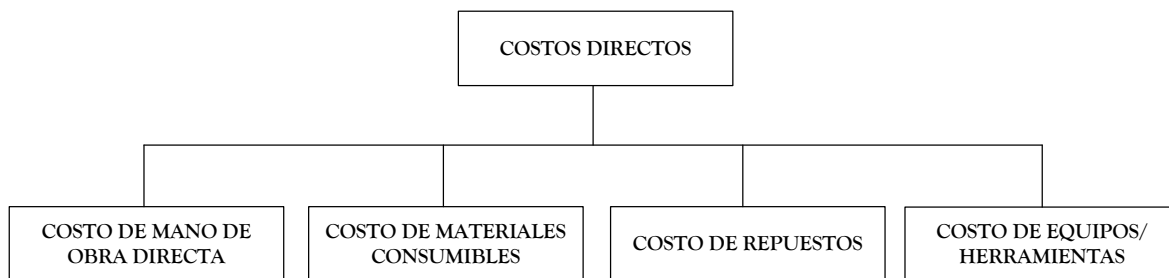 COSTOS DIRECTOS
COSTO DE MANO DE
OBRA DIRECTA
COSTO DE MATERIALES
CONSUMIBLES
COSTO DE REPUESTOS
COSTO DE EQUIPOS/
HERRAMIENTAS